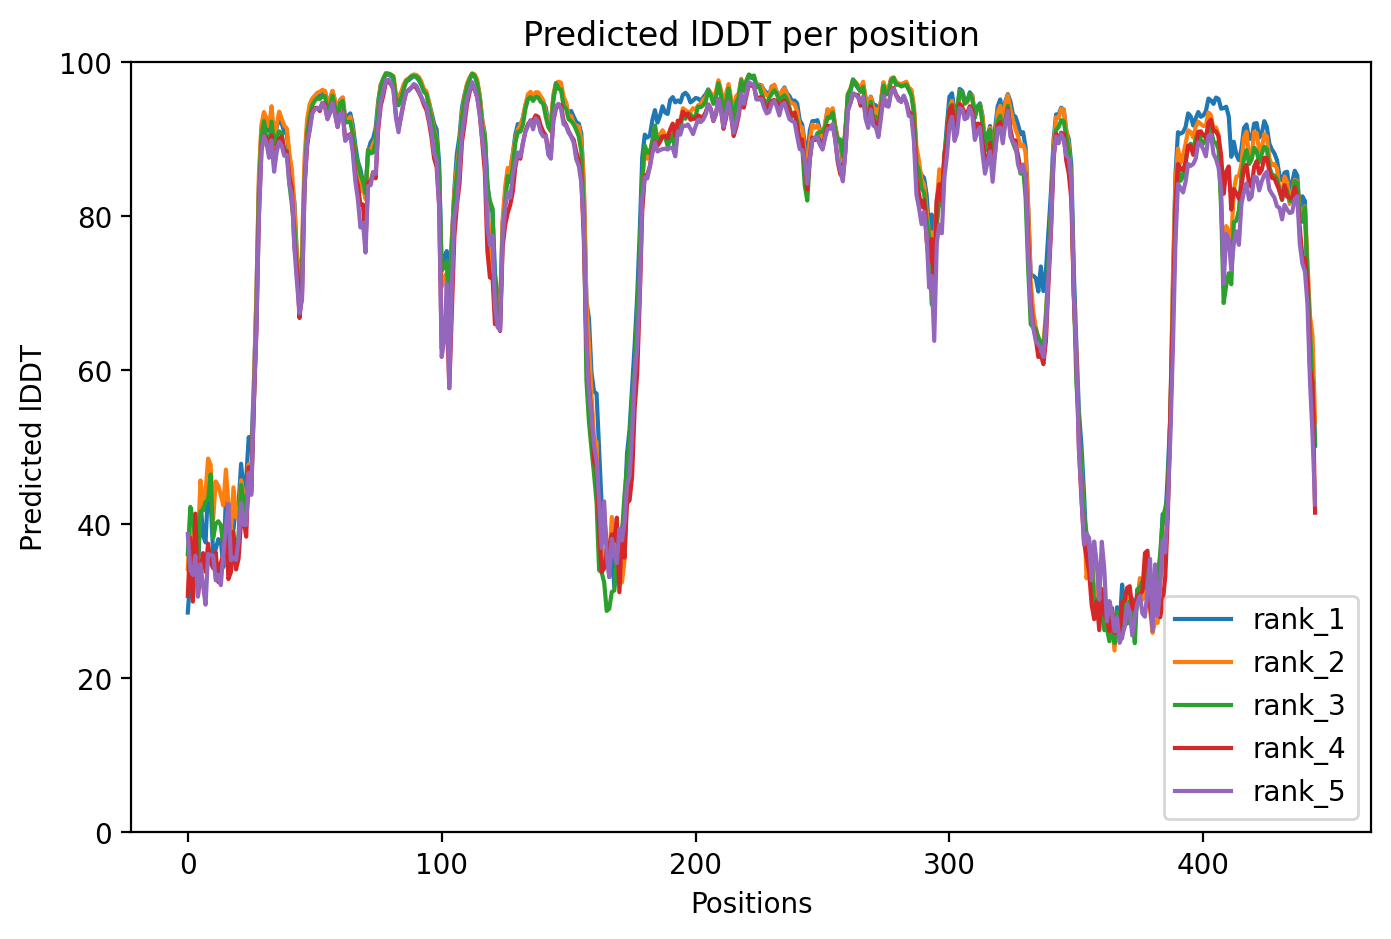 Predicted lDDT per position
100
80
60
40
20
0
Predicted lDDT
0 100 200 300 400
Positions
rank_1
rank_2
rank_3
rank_4
rank_5